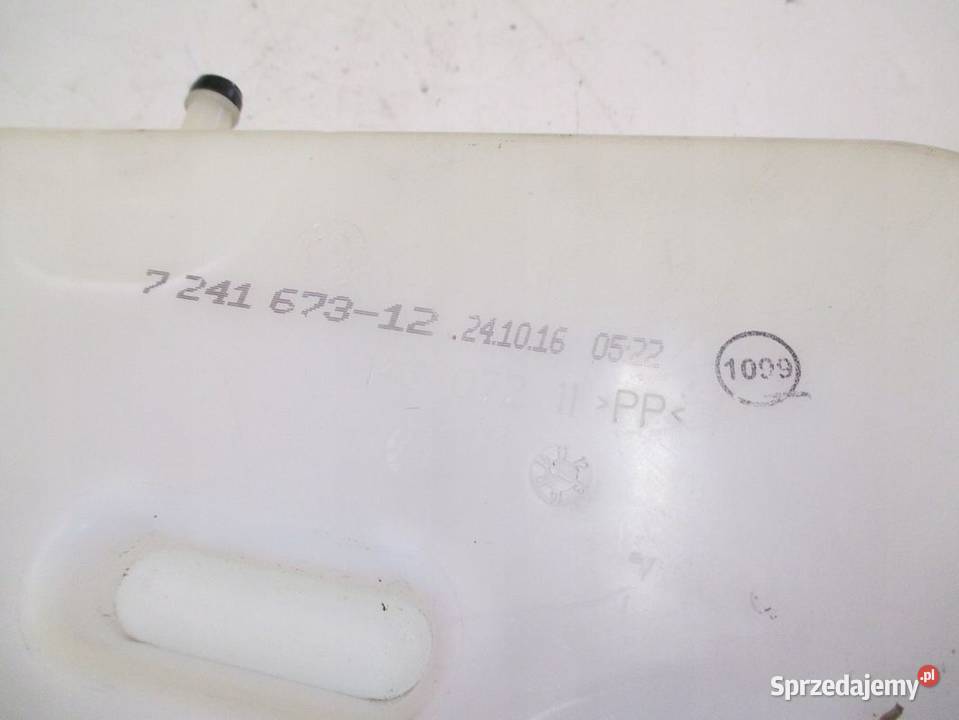 7 241 673-12 .24.10.16 05:22 1099
>PP<
Sprzedajemy.pl